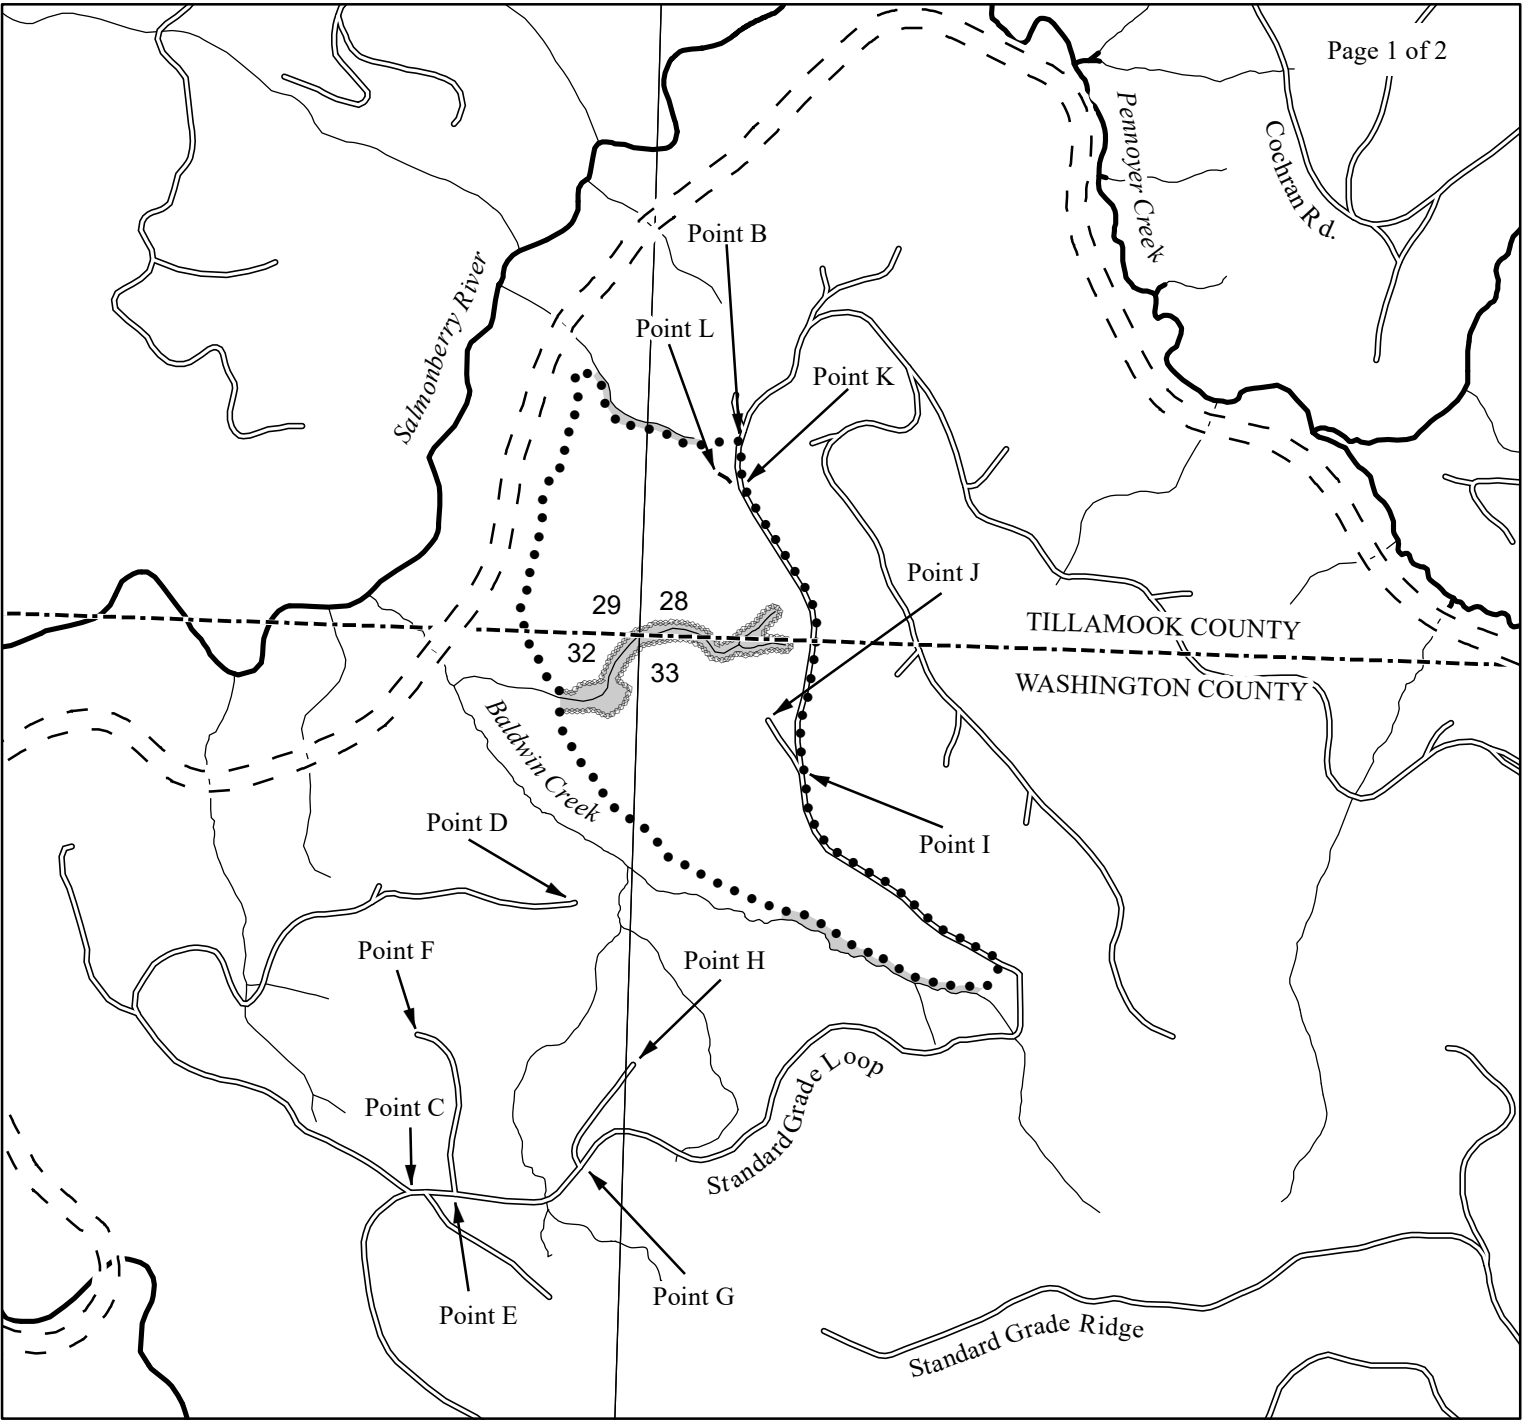 Page 1 of 2
Pennoyer Creek
Cochran Rd.
Point B
Salmonberry River
Point L
Point K
Point J
29
28
TILLAMOOK COUNTY
32
33
WASHINGTON COUNTY
Baldwin Creek
Point D
Point I
Point F
Point H
Standard Grade Loop
Point C
Point G
Point E
Standard Grade Ridge